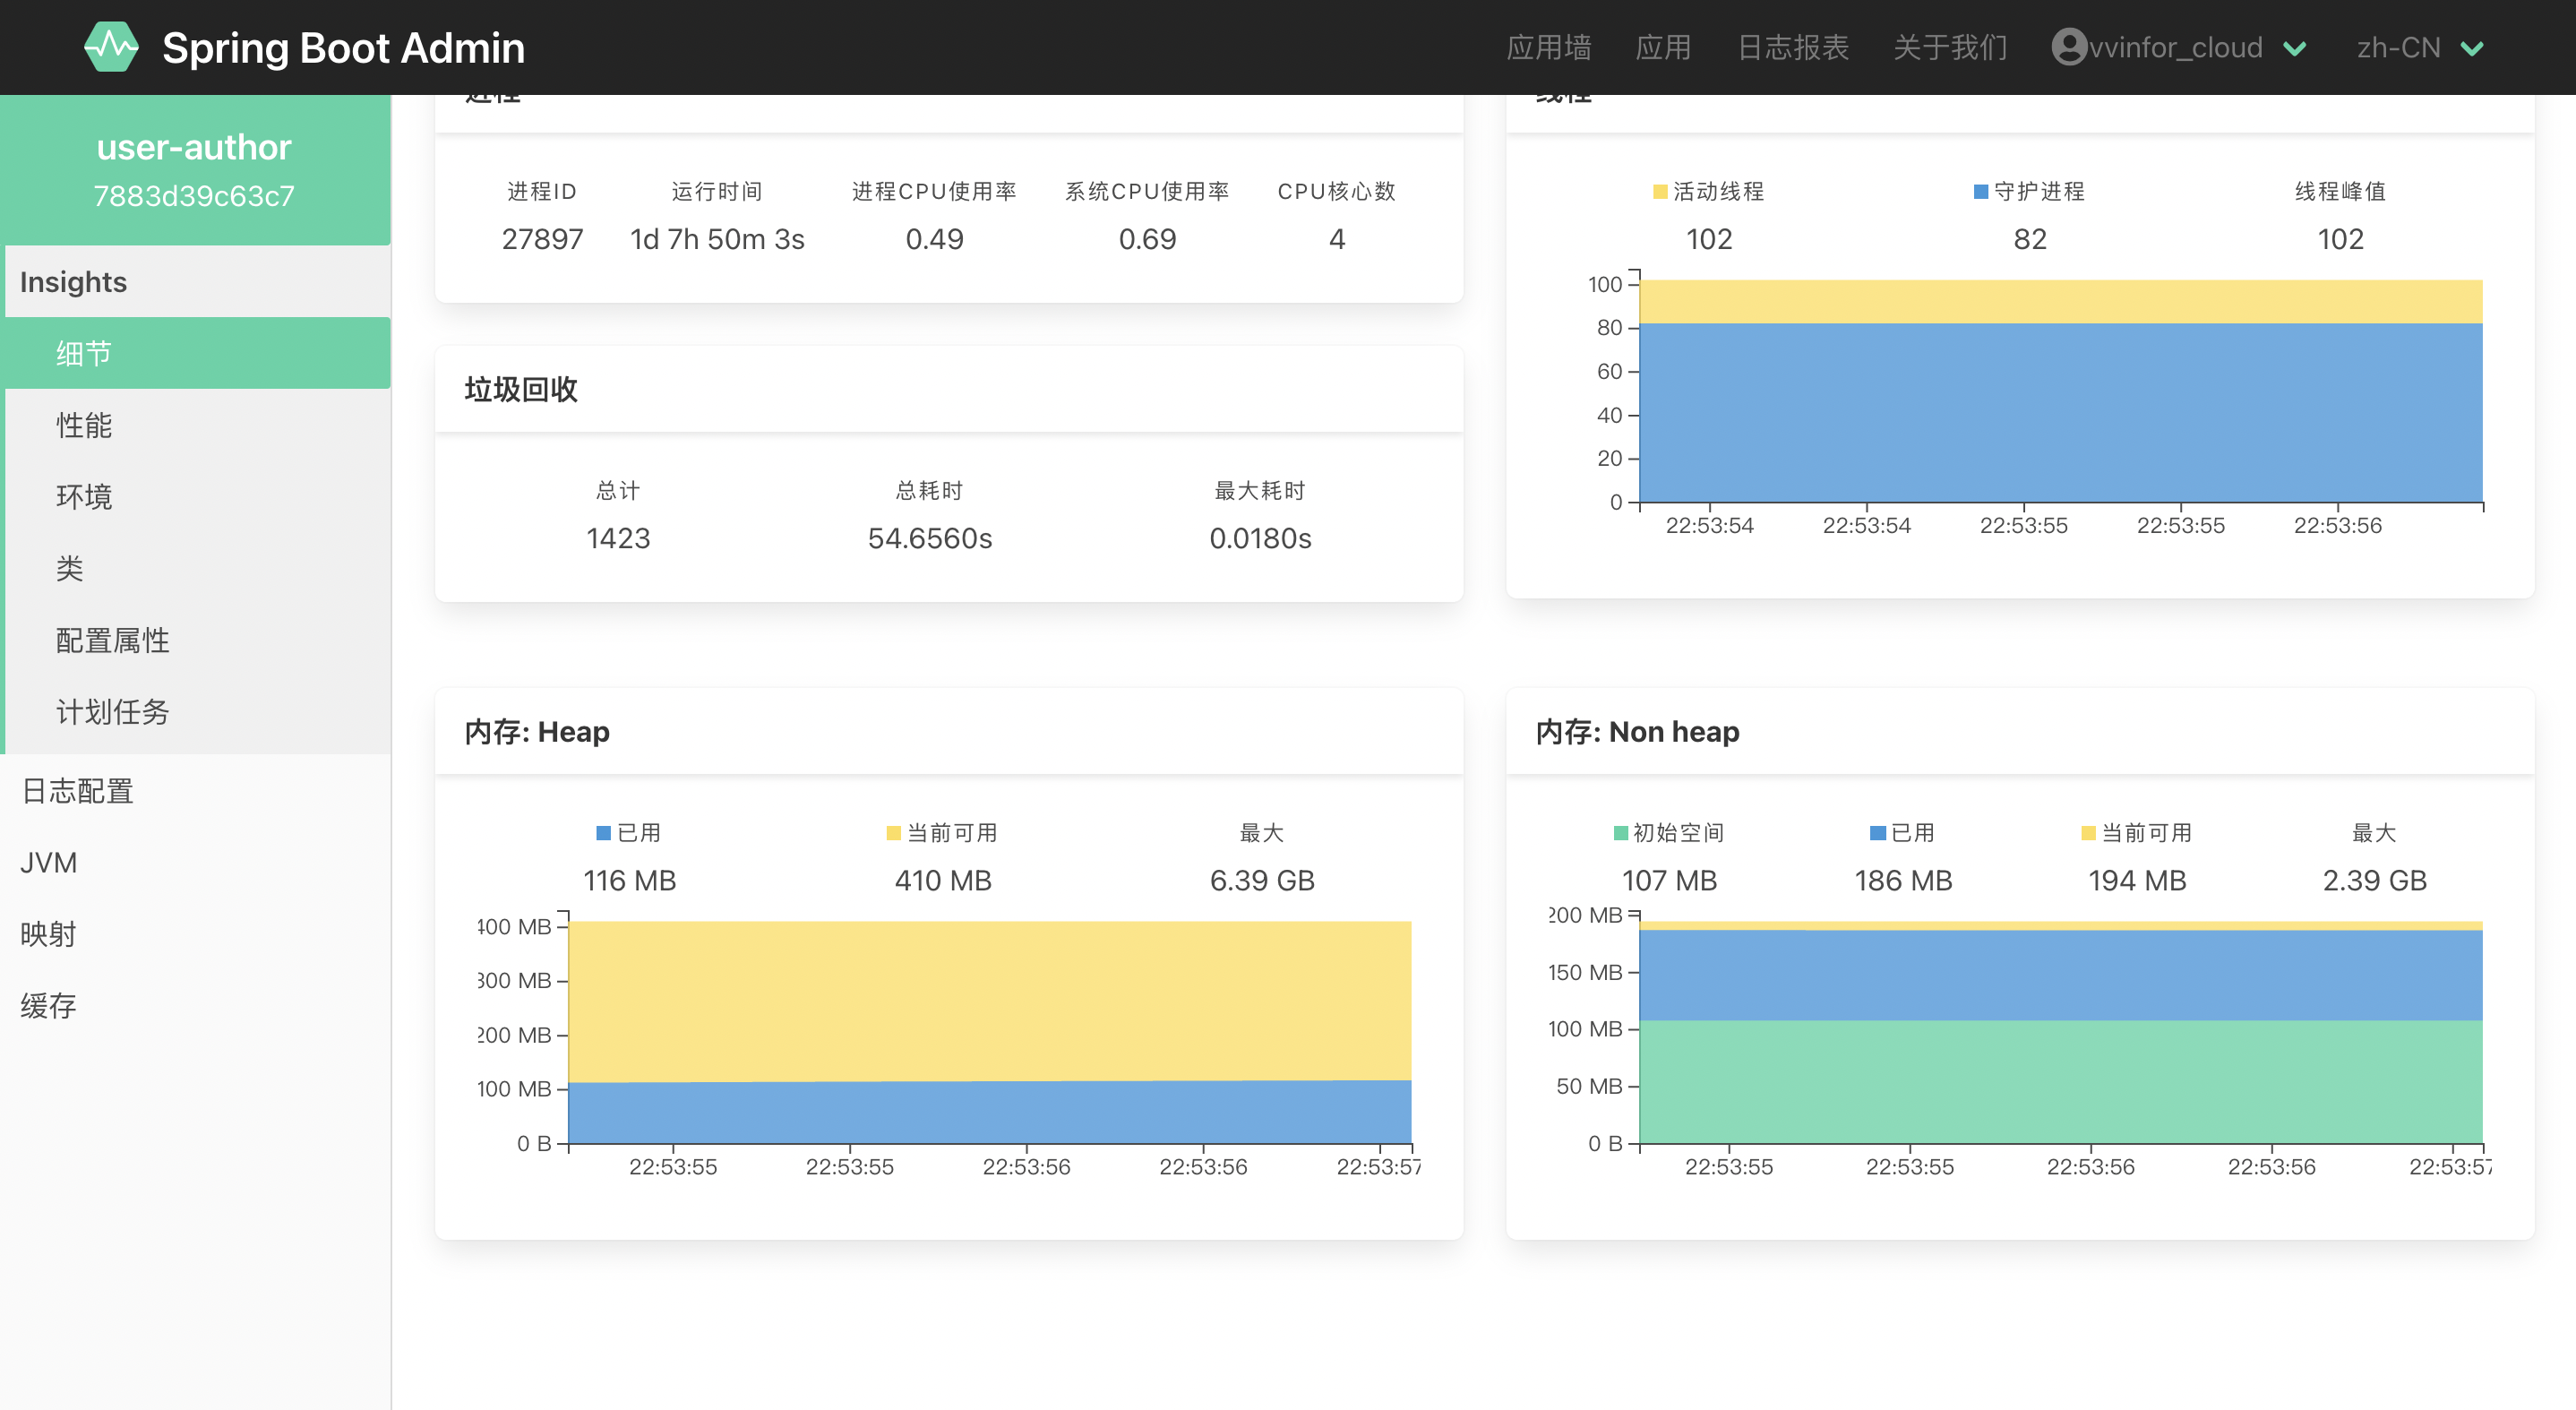 Spring Boot Admin
应用墙 应用 日志报表 关于我们 vvinfor_cloud zh-CN
user-author
7883d39c63c7
Insights
细节
性能
环境
类
配置属性
计划任务
日志配置
JVM
映射
缓存
进程
进程ID 运行时间 进程CPU使用率 系统CPU使用率 CPU核心数
27897 1d 7h 50m 3s 0.49 0.69 4
垃圾回收
总计 总耗时 最大耗时
1423 54.6560s 0.0180s
线程
活动线程 守护进程 线程峰值
102 82 102
100
80
60
40
20
0
22:53:54 22:53:54 22:53:55 22:53:55 22:53:56
内存: Heap
已用 当前可用 最大
116 MB 410 MB 6.39 GB
400 MB
300 MB
200 MB
100 MB
0 B
22:53:55 22:53:55 22:53:56 22:53:56 22:53:57
内存: Non heap
初始空间 已用 当前可用 最大
107 MB 186 MB 194 MB 2.39 GB
200 MB
150 MB
100 MB
50 MB
0 B
22:53:55 22:53:55 22:53:56 22:53:56 22:53:57